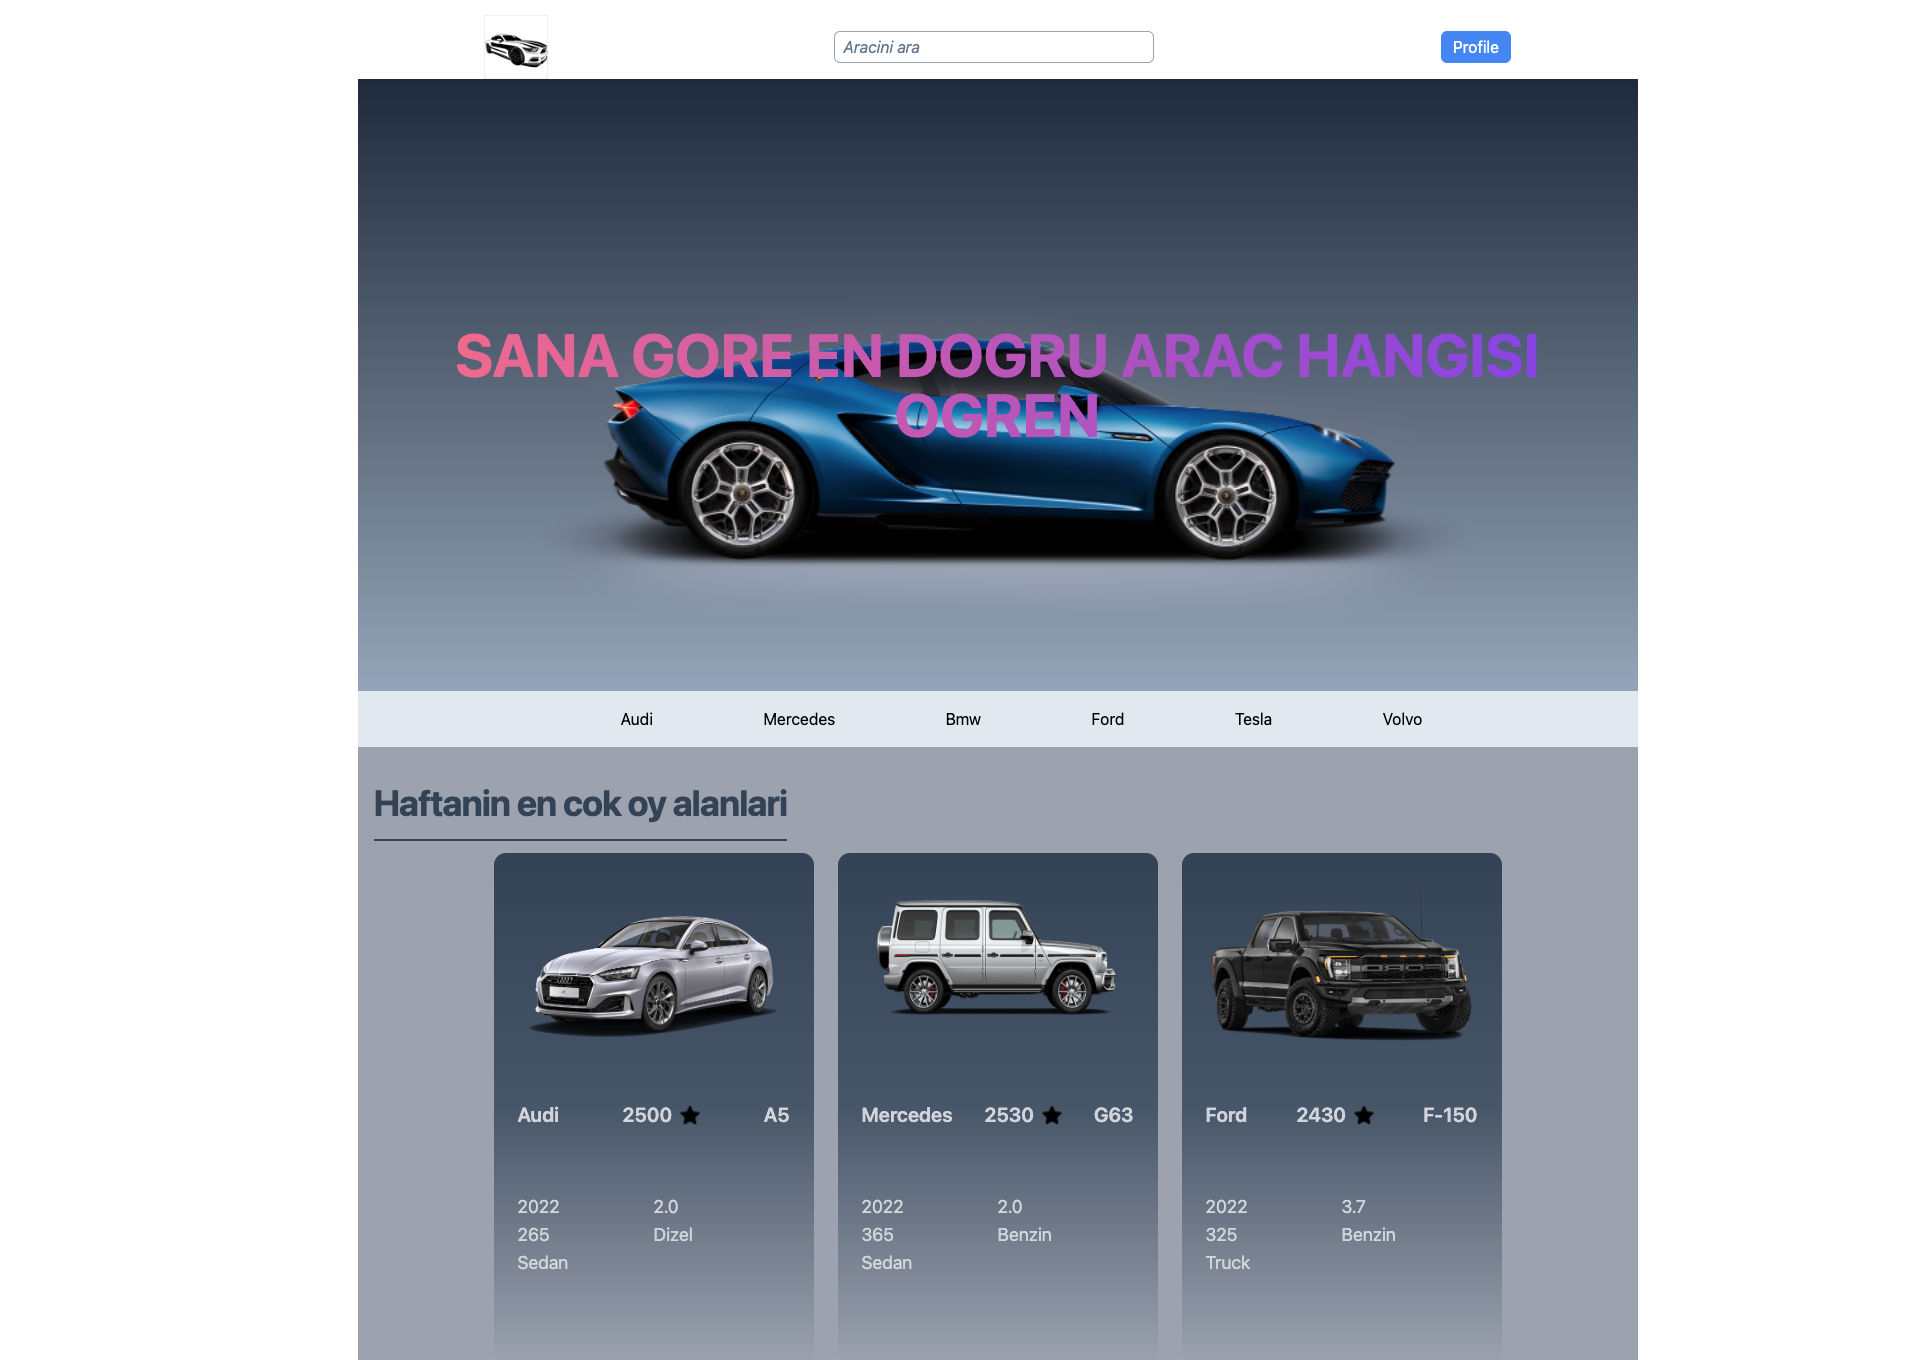 Aracini ara
Profile
SANA GORE EN DOGRU ARAC HANGISI
OGREN
Audi Mercedes Bmw Ford Tesla Volvo
Haftanin en cok oy alanlari
Audi 2500 A5
2022 2.0
265 Dizel
Sedan
Mercedes 2530 G63
2022 2.0
365 Benzin
Sedan
Ford 2430 F-150
2022 3.7
325 Benzin
Truck